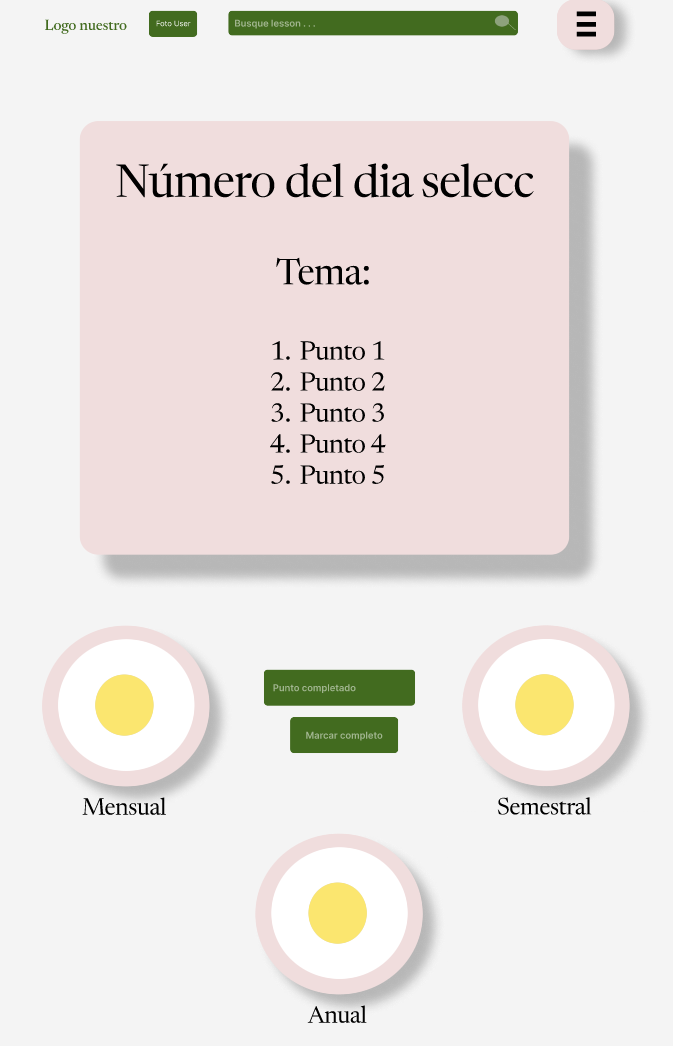 Logo nuestro
Foto User
Busque lesson . . .
Número del dia selecc
Tema:
1. Punto 1
2. Punto 2
3. Punto 3
4. Punto 4
5. Punto 5
Punto completado
Marcar completo
Mensual
Semestral
Anual